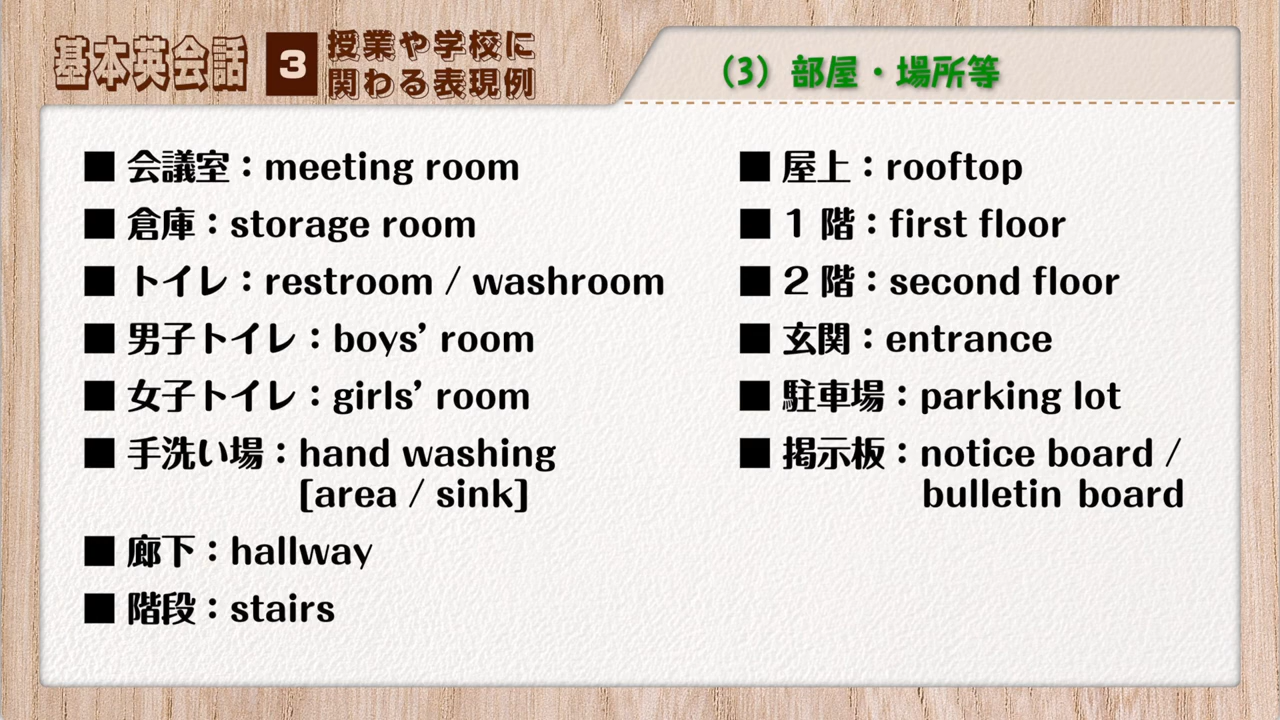 基本英会話 3 授業や学校に
関わる表現例
(3) 部屋・場所等
■ 会議室：meeting room
■ 倉庫：storage room
■ トイレ：restroom / washroom
■ 男子トイレ：boys’ room
■ 女子トイレ：girls’ room
■ 手洗い場：hand washing
[area / sink]
■ 廊下：hallway
■ 階段：stairs
■ 屋上：rooftop
■ 1 階：first floor
■ 2 階：second floor
■ 玄関：entrance
■ 駐車場：parking lot
■ 掲示板：notice board /
bulletin board